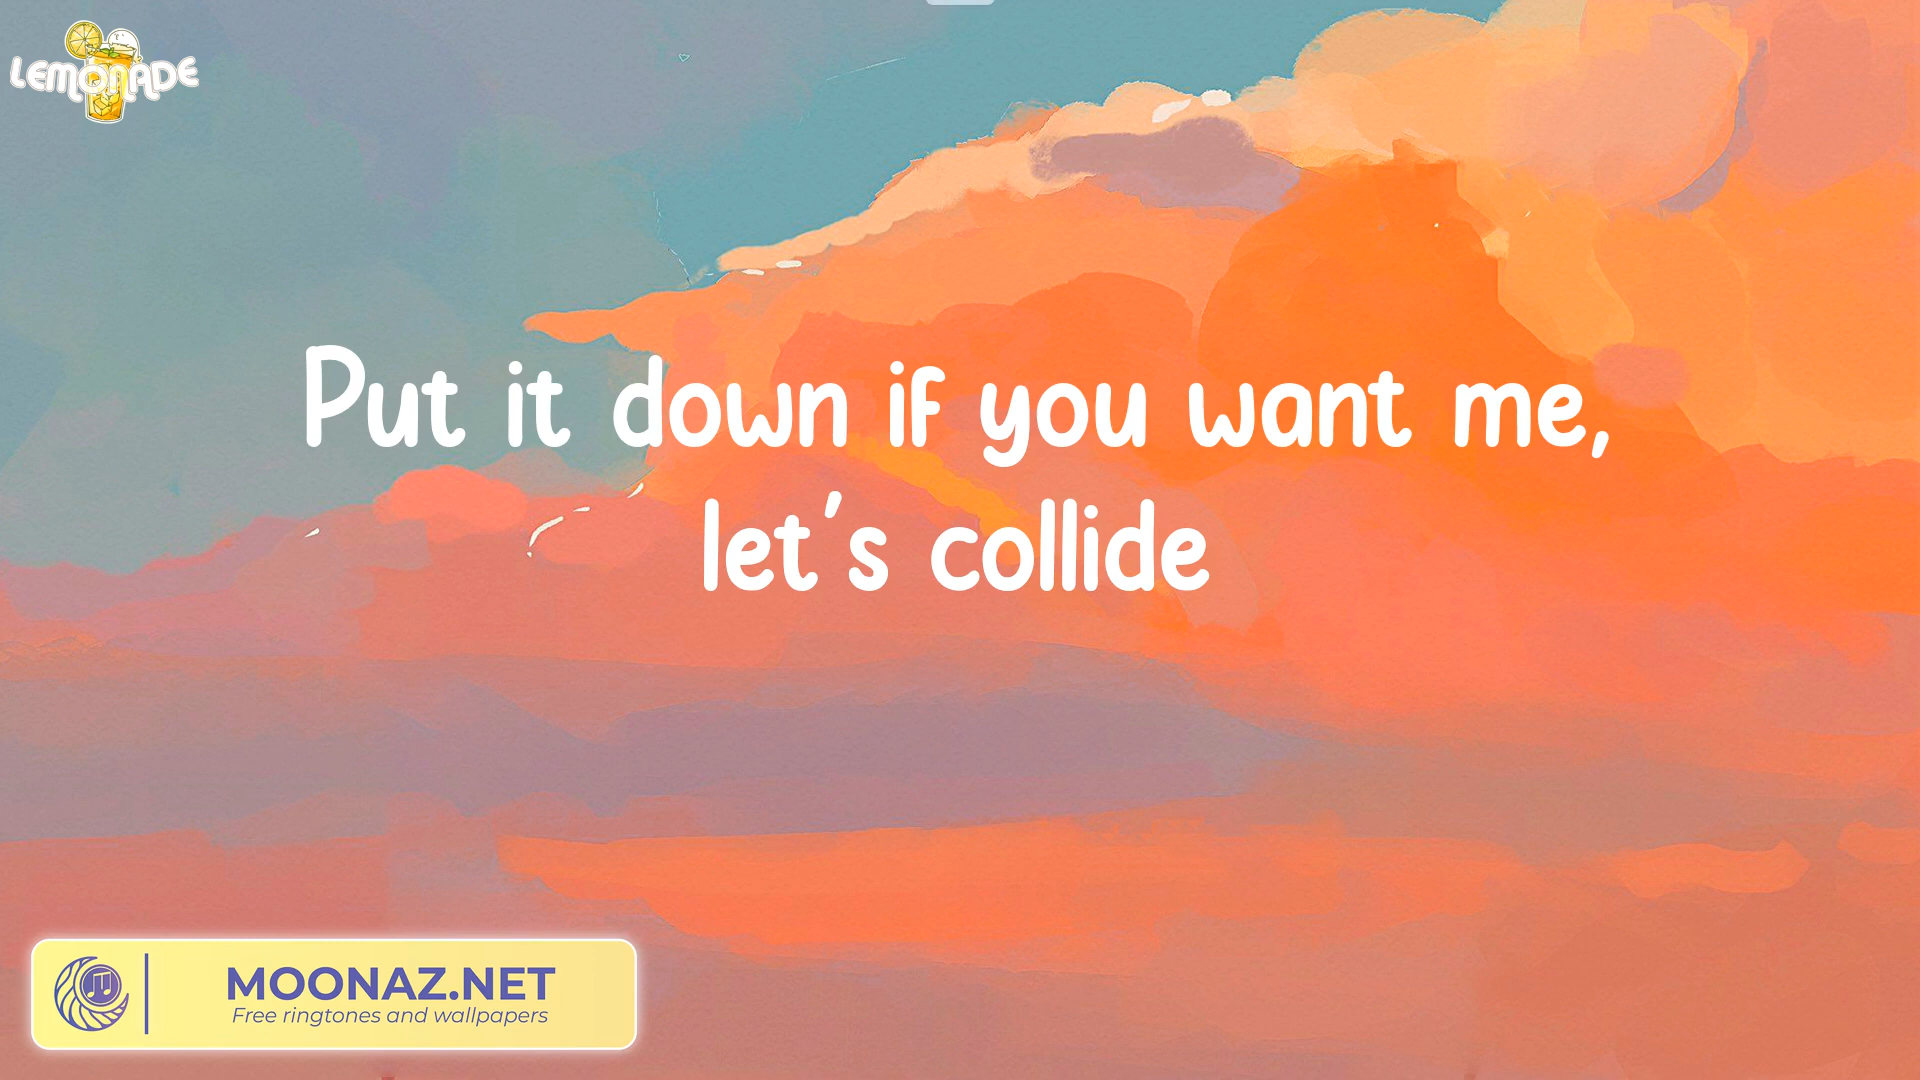 LEMONADE
Put it down if you want me,
let's collide
MOONAZ.NET
Free ringtones and wallpapers